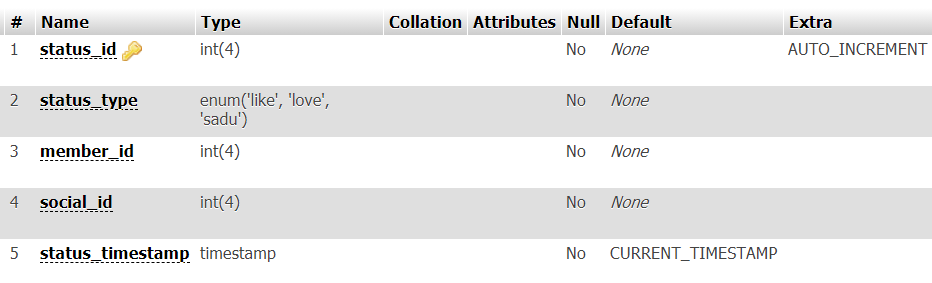 # Name Type Collation Attributes Null Default Extra
1 status_id int(4) No None AUTO_INCREMENT
2 status_type enum('like', 'love', 'sadu') No None
3 member_id int(4) No None
4 social_id int(4) No None
5 status_timestamp timestamp No CURRENT_TIMESTAMP